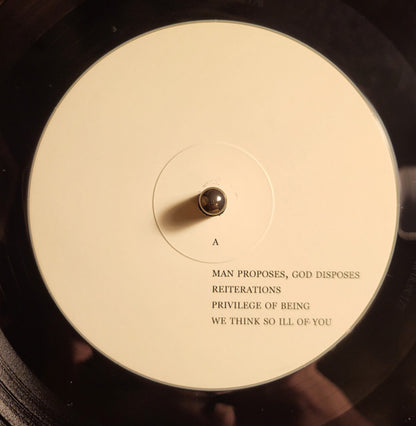 A
MAN PROPOSES, GOD DISPOSES
REITERATIONS
PRIVILEGE OF BEING
WE THINK SO ILL OF YOU